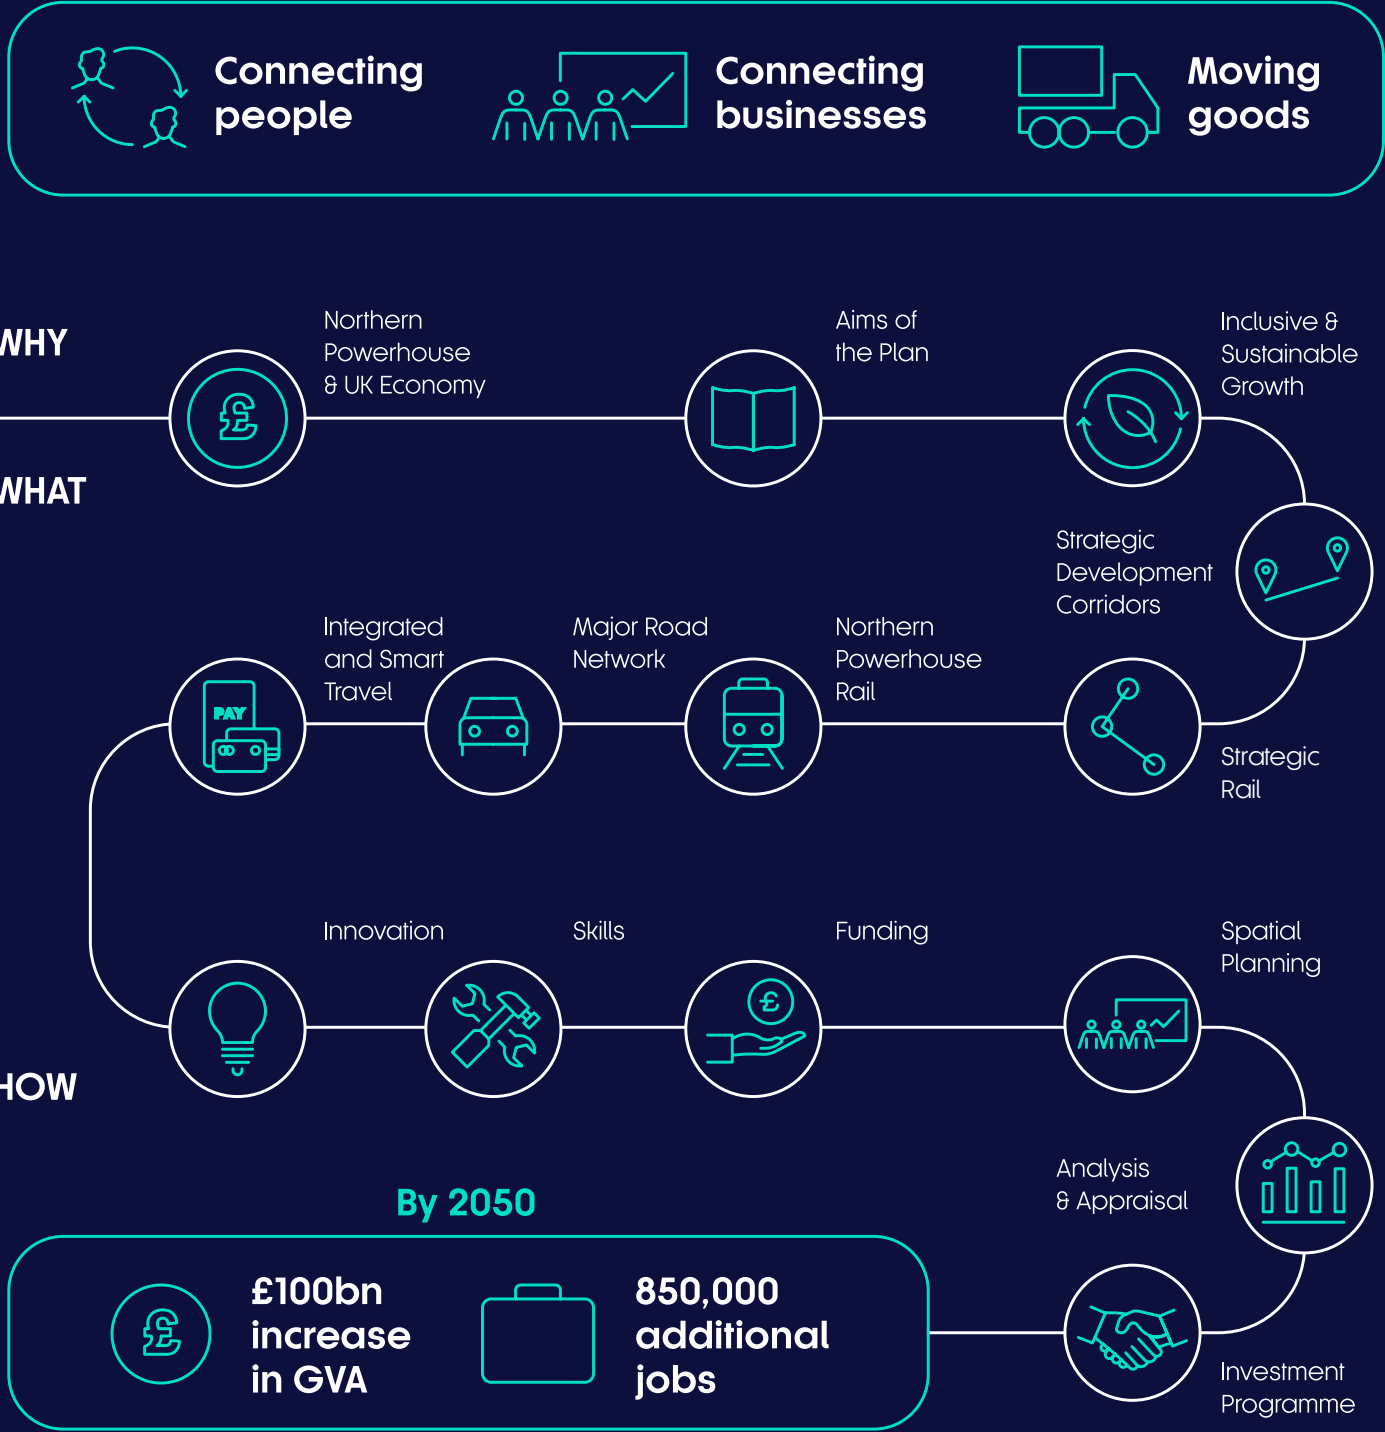 Connecting
people
Connecting
businesses
Moving
goods
WHY
Northern
Powerhouse
& UK Economy
Aims of
the Plan
Inclusive &
Sustainable
Growth
WHAT
Strategic
Development
Corridors
Integrated
and Smart
Travel
Major Road
Network
Northern
Powerhouse
Rail
Strategic
Rail
PAY
Innovation
Skills
Funding
Spatial
Planning
HOW
Analysis
& Appraisal
By 2050
£100bn
increase
in GVA
850,000
additional
jobs
Investment
Programme